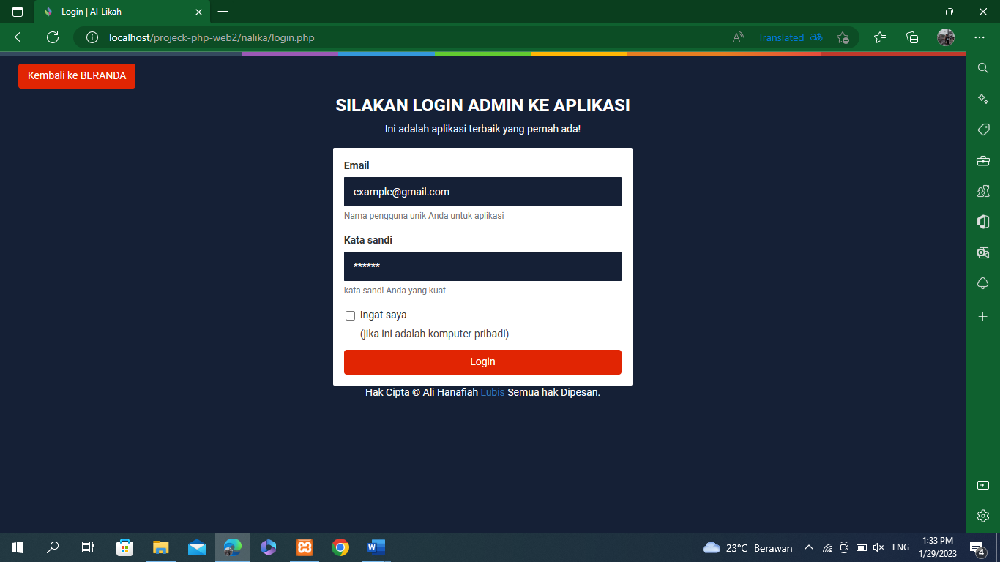 Login | Al-Likah
localhost/projeck-php-web2/nalika/login.php
Translated
Kembali ke BERANDA
SILAKAN LOGIN ADMIN KE APLIKASI
Ini adalah aplikasi terbaik yang pernah ada!
Email
example@gmail.com
Nama pengguna unik Anda untuk aplikasi
Kata sandi
******
kata sandi Anda yang kuat
Ingat saya
(jika ini adalah komputer pribadi)
Login
Hak Cipta © Ali Hanafiah Lubis Semua hak Dipesan.
23°C Berawan
ENG
1:33 PM
1/29/2023
4